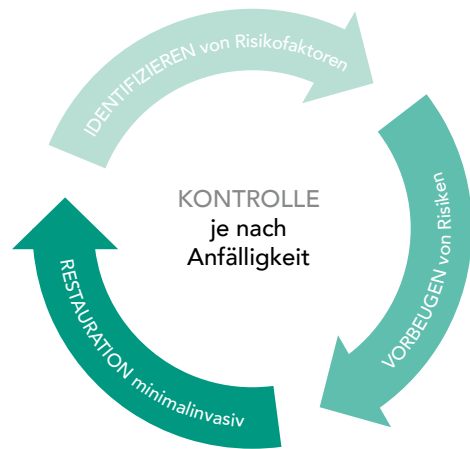 IDENTIFIZIEREN von Risikofaktoren
VORBEUGEN von Risiken
RESTAURATION minimalinvasiv
KONTROLLE
je nach
Anfälligkeit